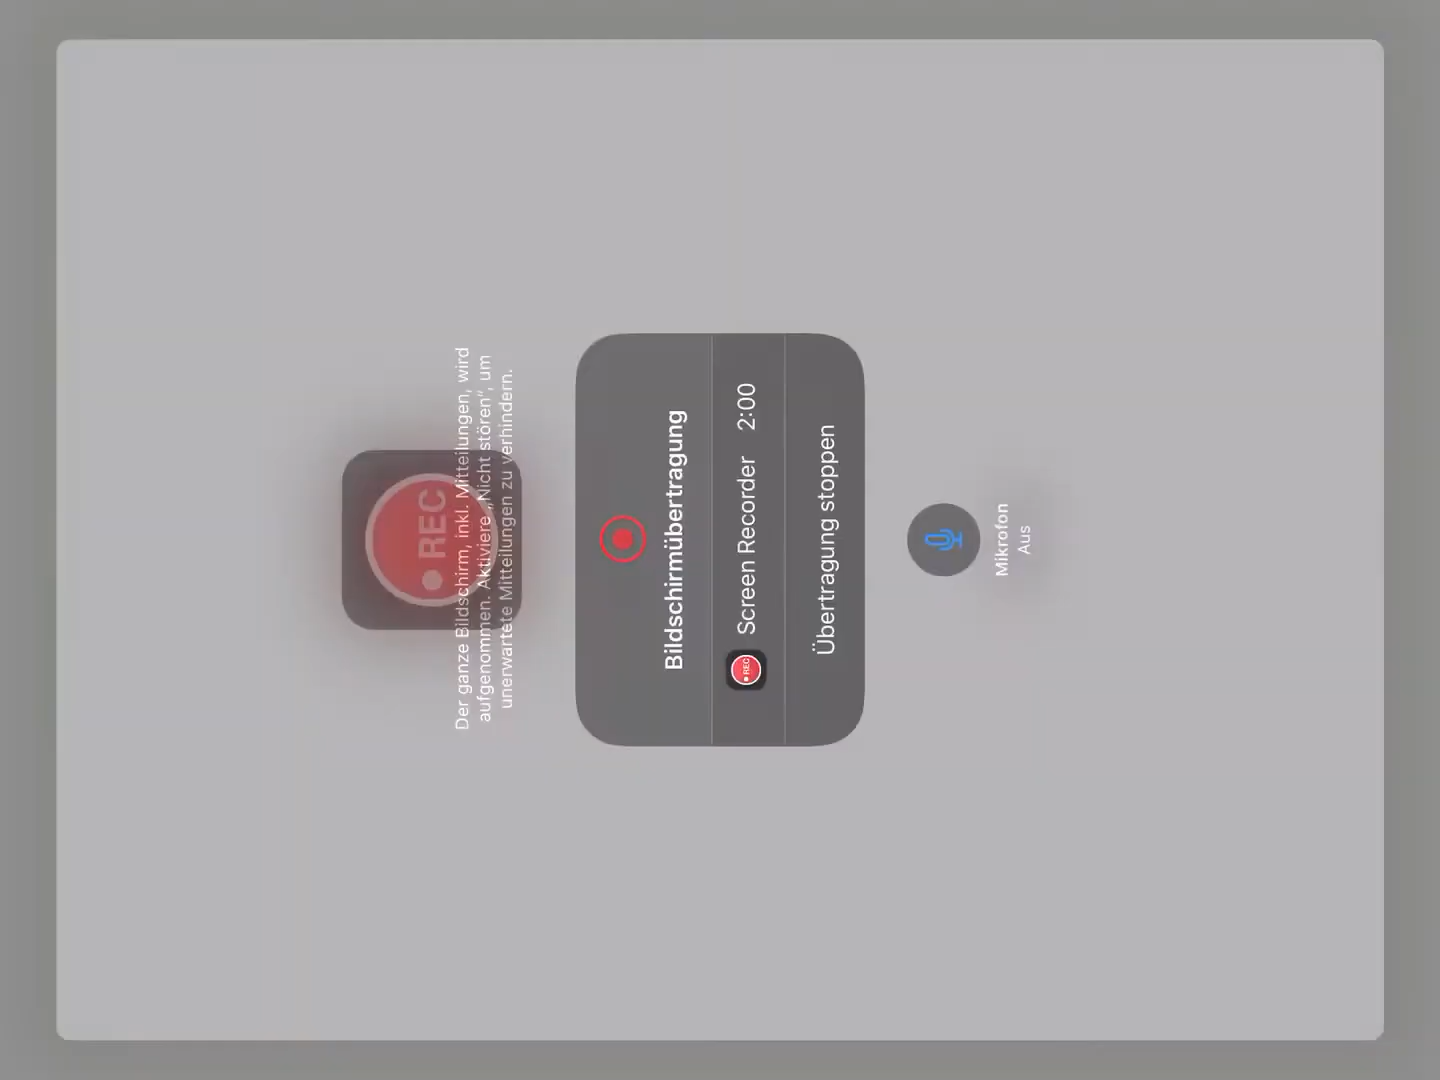 REC
Der ganze Bildschirm, inkl. Mitteilungen, wird
aufgenommen. Aktiviere „Nicht stören“, um
unerwartete Mitteilungen zu verhindern.
Bildschirmübertragung
REC
Screen Recorder 2:00
Übertragung stoppen
Mikrofon
Aus